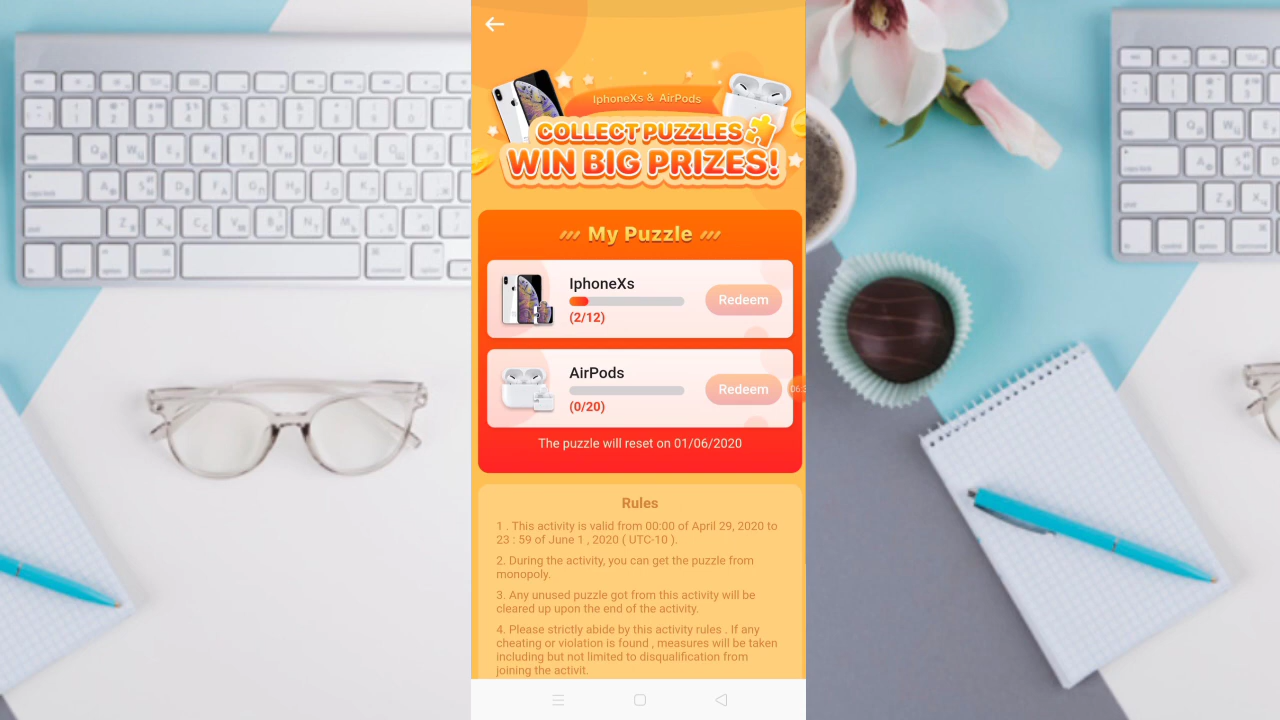 IphoneXs & AirPods
COLLECT PUZZLES
WIN BIG PRIZES!
My Puzzle
IphoneXs
(2/12)
Redeem
AirPods
(0/20)
Redeem
The puzzle will reset on 01/06/2020
Rules
1 . This activity is valid from 00:00 of April 29, 2020 to
23 : 59 of June 1 , 2020 ( UTC-10 ).
2. During the activity, you can get the puzzle from
monopoly.
3. Any unused puzzle got from this activity will be
cleared up upon the end of the activity.
4. Please strictly abide by this activity rules . If any
cheating or violation is found , measures will be taken
including but not limited to disqualification from
joining the activit.